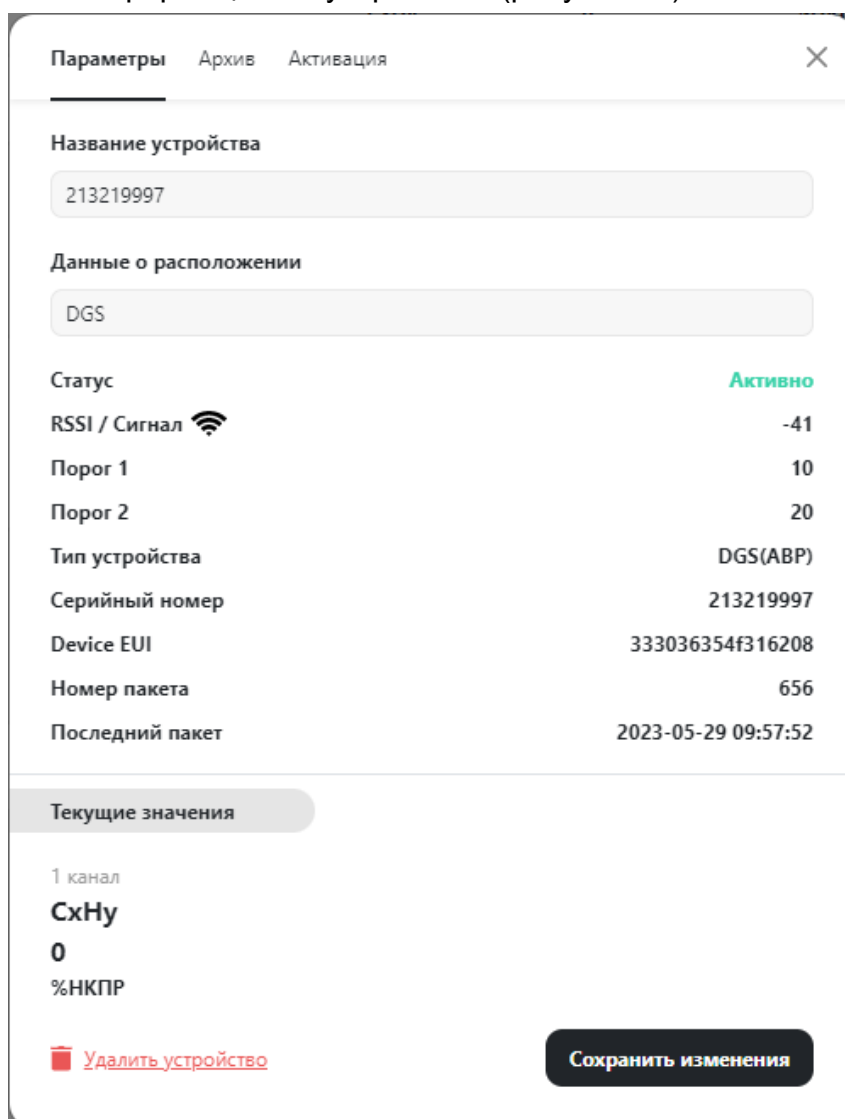 Параметры Архив Активация
Название устройства
213219997
Данные о расположении
DGS
Статус Активно
RSSI / Сигнал -41
Порог 1 10
Порог 2 20
Тип устройства DGS(ABP)
Серийный номер 213219997
Device EUI 333036354f316208
Номер пакета 656
Последний пакет 2023-05-29 09:57:52
Текущие значения
1 канал
CxHy
0
%НКПР
Удалить устройство Сохранить изменения